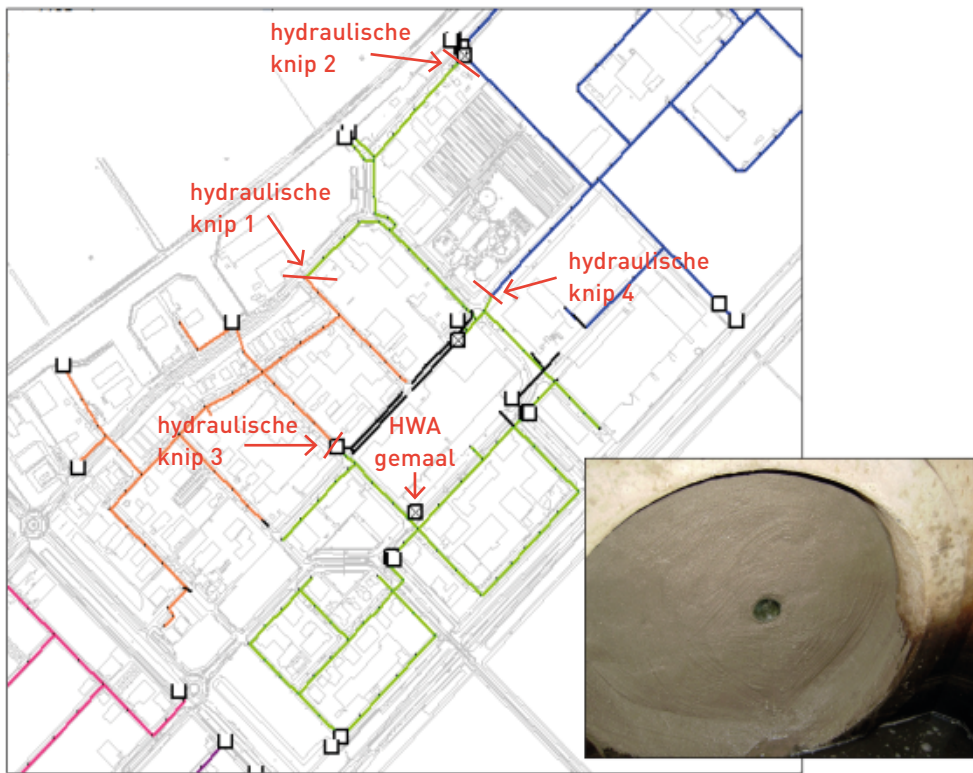 hydraulische
knip 2
hydraulische
knip 1
hydraulische
knip 4
hydraulische
knip 3
HWA
gemaal